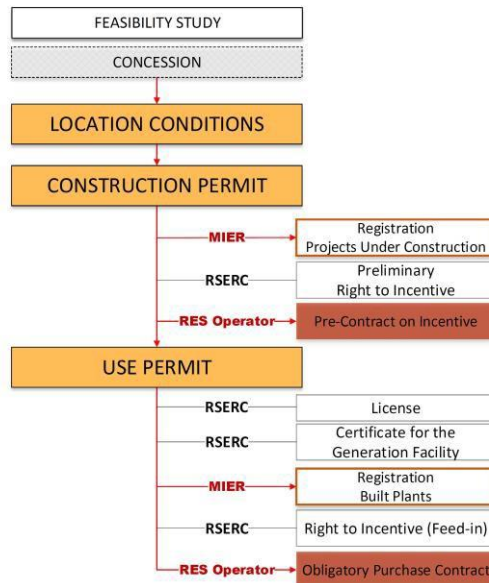 FEASIBILITY STUDY
CONCESSION
LOCATION CONDITIONS
CONSTRUCTION PERMIT
MIER
Registration
Projects Under Construction
RSERC
Preliminary
Right to Incentive
RES Operator
Pre-Contract on Incentive
USE PERMIT
RSERC
License
RSERC
Certificate for the
Generation Facility
MIER
Registration
Built Plants
RSERC
Right to Incentive (Feed-in)
RES Operator
Obligatory Purchase Contract